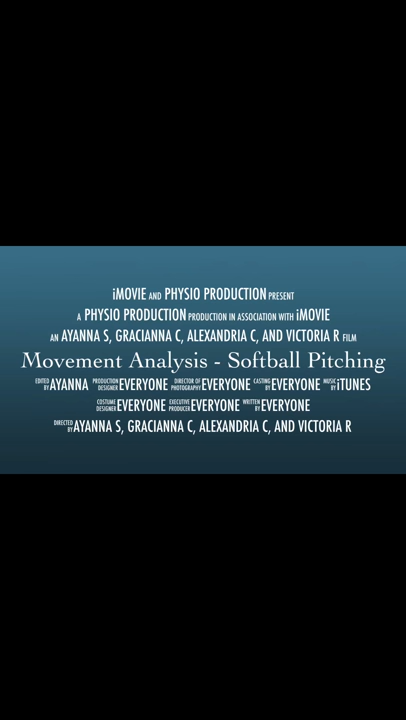 iMOVIE AND PHYSIO PRODUCTION PRESENT
A PHYSIO PRODUCTION PRODUCTION IN ASSOCIATION WITH iMOVIE
AN AYANNA S, GRACIANNA C, ALEXANDRIA C, AND VICTORIA R FILM
Movement Analysis - Softball Pitching
EDITED BY AYANNA PRODUCTION DESIGNER EVERYONE DIRECTOR OF PHOTOGRAPHY EVERYONE CASTING BY EVERYONE MUSIC BY iTUNES
COSTUME DESIGNER EVERYONE EXECUTIVE PRODUCER EVERYONE WRITTEN BY EVERYONE
DIRECTED BY AYANNA S, GRACIANNA C, ALEXANDRIA C, AND VICTORIA R